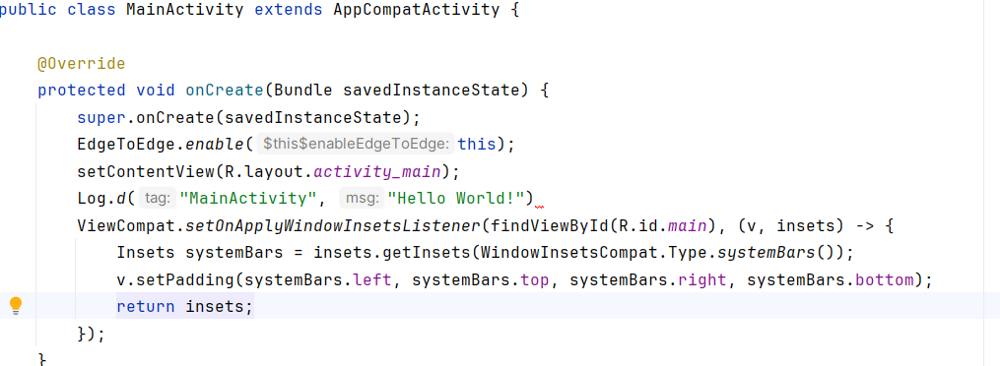 public class MainActivity extends AppCompatActivity {
@Override
protected void onCreate(Bundle savedInstanceState) {
super.onCreate(savedInstanceState);
EdgeToEdge.enable( $this$enableEdgeToEdge: this);
setContentView(R.layout.activity_main);
Log.d( tag: "MainActivity", msg: "Hello World!")
ViewCompat.setOnApplyWindowInsetsListener(findViewById(R.id.main), (v, insets) -> {
Insets systemBars = insets.getInsets(WindowInsetsCompat.Type.systemBars());
v.setPadding(systemBars.left, systemBars.top, systemBars.right, systemBars.bottom);
return insets;
});
}